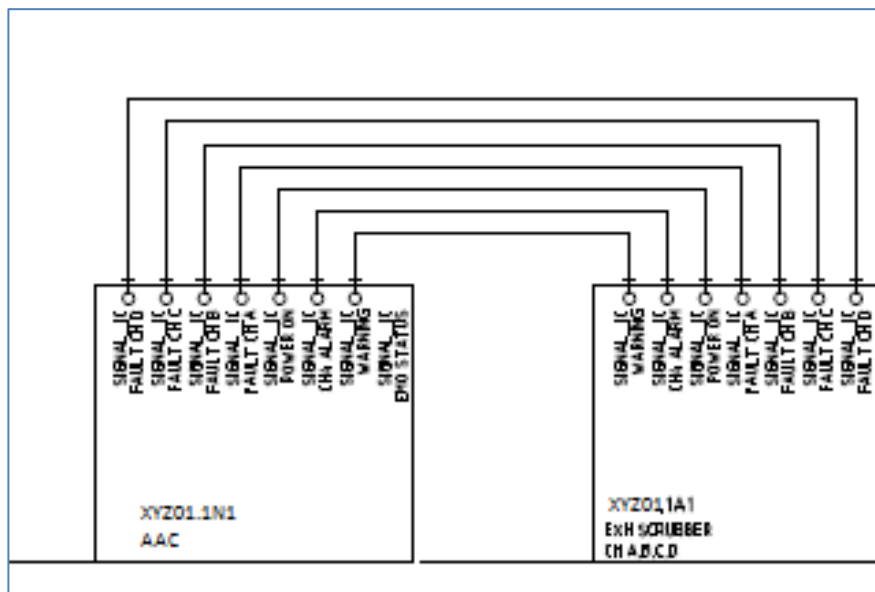 SIGNAL_IC
FAULT CH D
SIGNAL_IC
FAULT CH C
SIGNAL_IC
FAULT CH B
SIGNAL_IC
FAULT CH A
SIGNAL_IC
POWER ON
SIGNAL_IC
CH4 ALARM
SIGNAL_IC
WARNING
SIGNAL_IC
EMO STATUS
SIGNAL_IC
WARNING
SIGNAL_IC
CH4 ALARM
SIGNAL_IC
POWER ON
SIGNAL_IC
FAULT CH A
SIGNAL_IC
FAULT CH B
SIGNAL_IC
FAULT CH C
SIGNAL_IC
FAULT CH D
XYZ01.1N1
AAC
XYZ01.1A1
EXH SCRUBBER
CH A,B,C,D